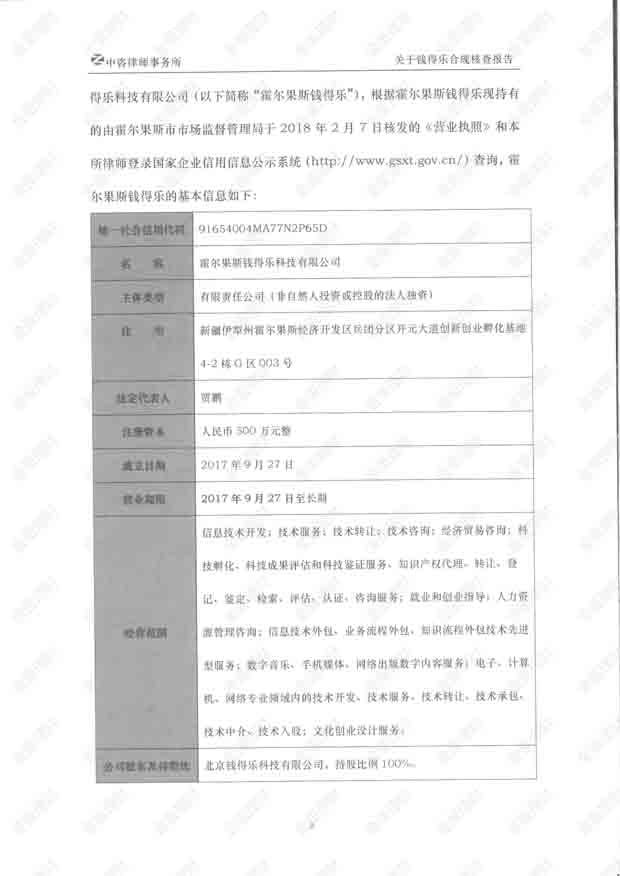 中咨律师事务所 关于钱得乐合规核查报告
得乐科技有限公司（以下简称“霍尔果斯钱得乐”），根据霍尔果斯钱得乐现持有
的由霍尔果斯市市场监督管理局于 2018 年 2 月 7 日核发的《营业执照》和本
所律师登录国家企业信用信息公示系统（http://www.gsxt.gov.cn/）查询，霍
尔果斯钱得乐的基本信息如下：
统一社会信用代码 91654004MA77N2P65D
名 称 霍尔果斯钱得乐科技有限公司
主体类型 有限责任公司（非自然人投资或控股的法人独资）
住 所 新疆伊犁州霍尔果斯经济开发区兵团分区开元大道创新创业孵化基地
4-2 栋 G 区 003 号
法定代表人 贾鹏
注册资本 人民币 500 万元整
成立日期 2017 年 9 月 27 日
营业期限 2017 年 9 月 27 日至长期
信息技术开发；技术服务；技术转让；技术咨询；经济贸易咨询；科
技孵化、科技成果评估和科技鉴证服务、知识产权代理、转让、登
记、鉴定、检索、评估、认证、咨询服务；就业和创业指导；人力资
经营范围 源管理咨询；信息技术外包、业务流程外包、知识流程外包技术先进
型服务；数字音乐、手机媒体、网络出版数字内容服务；电子、计算
机、网络专业领域内的技术开发、技术服务、技术转让、技术承包、
技术中介、技术入股；文化创业设计服务。
公司股东及持股比 北京钱得乐科技有限公司，持股比例 100%。